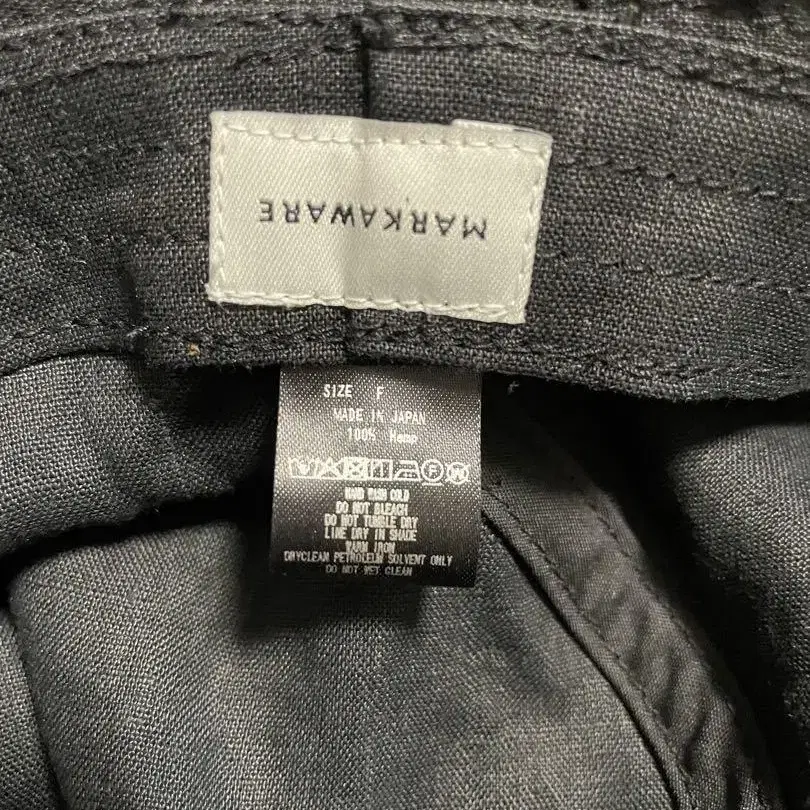 MARKAWARE
SIZE F
MADE IN JAPAN
100% Hemp
HAND WASH COLD
DO NOT BLEACH
DO NOT TUMBLE DRY
LINE DRY IN SHADE
WARM IRON
DRYCLEAN PETROLEUM SOLVENT ONLY
DO NOT WET CLEAN